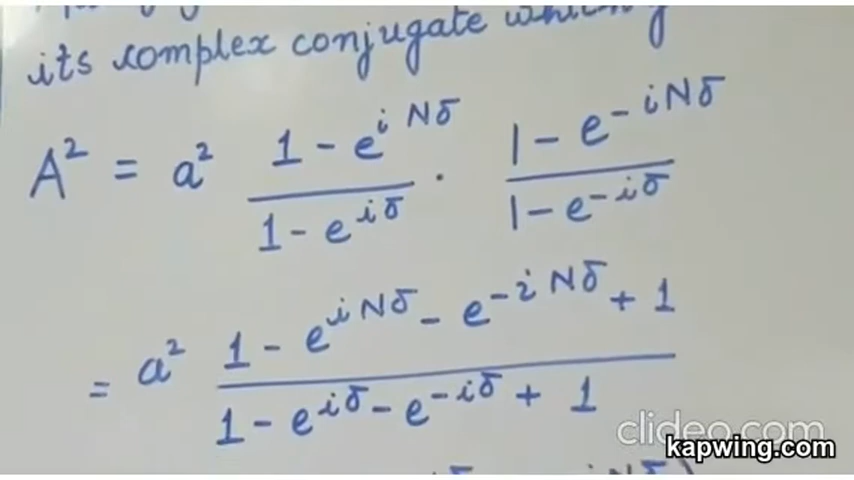 its complex conjugate which
A² = a² (1 - e^{iNδ})/(1 - e^{iδ}) · (1 - e^{-iNδ})/(1 - e^{-iδ})
= a² (1 - e^{iNδ} - e^{-iNδ} + 1)/(1 - e^{iδ} - e^{-iδ} + 1)
clideo.com
kapwing.com